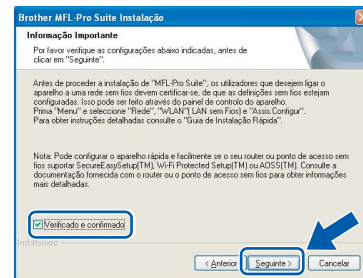 Brother MFL-Pro Suite Instalação
Informação Importante
Por favor verifique as configurações abaixo indicadas, antes de
clicar em "Seguinte".
Antes de proceder a instalação de "MFL-Pro Suite", os utilizadores que desejem ligar o
aparelho a uma rede sem fios devem certificar-se, de que as definições sem fios estejam
configuradas. Isso pode ser feito através do painel de controlo do aparelho.
Prima "Menu" e seleccione "Rede", "WLAN"( LAN sem Fios) e "Assis.Configur".
Para obter instruções detalhadas consulte o "Guia de Instalação Rápida".
Nota: Pode configurar o aparelho rápida e facilmente se o seu router ou ponto de acesso sem
fios suportar SecureEasySetup(TM), Wi-Fi Protected Setup(TM) ou AOSS(TM). Consulte a
documentação fornecida com o router ou o ponto de acesso sem fios para obter informações
mais detalhadas.
Verificado e confirmado
InstallShield
< Anterior Seguinte > Cancelar